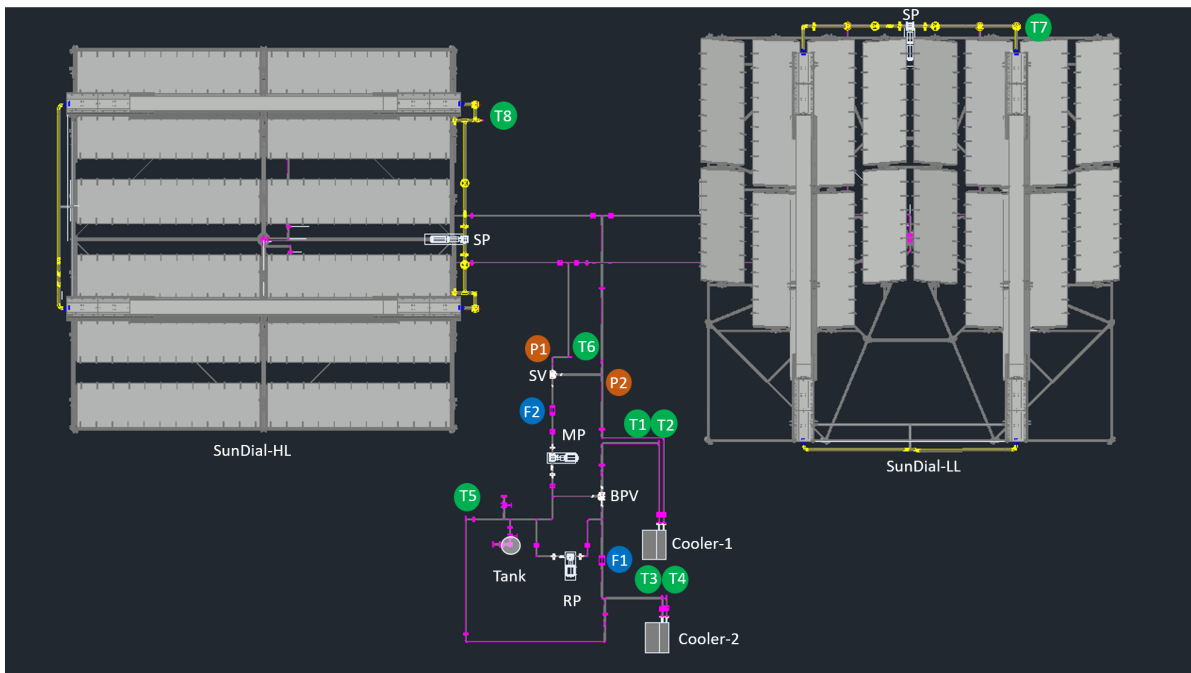 SP
T7
T8
SP
P1
T6
SV
P2
F2
T1
T2
MP
SunDial-HL
SunDial-LL
T5
BPV
Cooler-1
F1
Tank
T3
T4
RP
Cooler-2